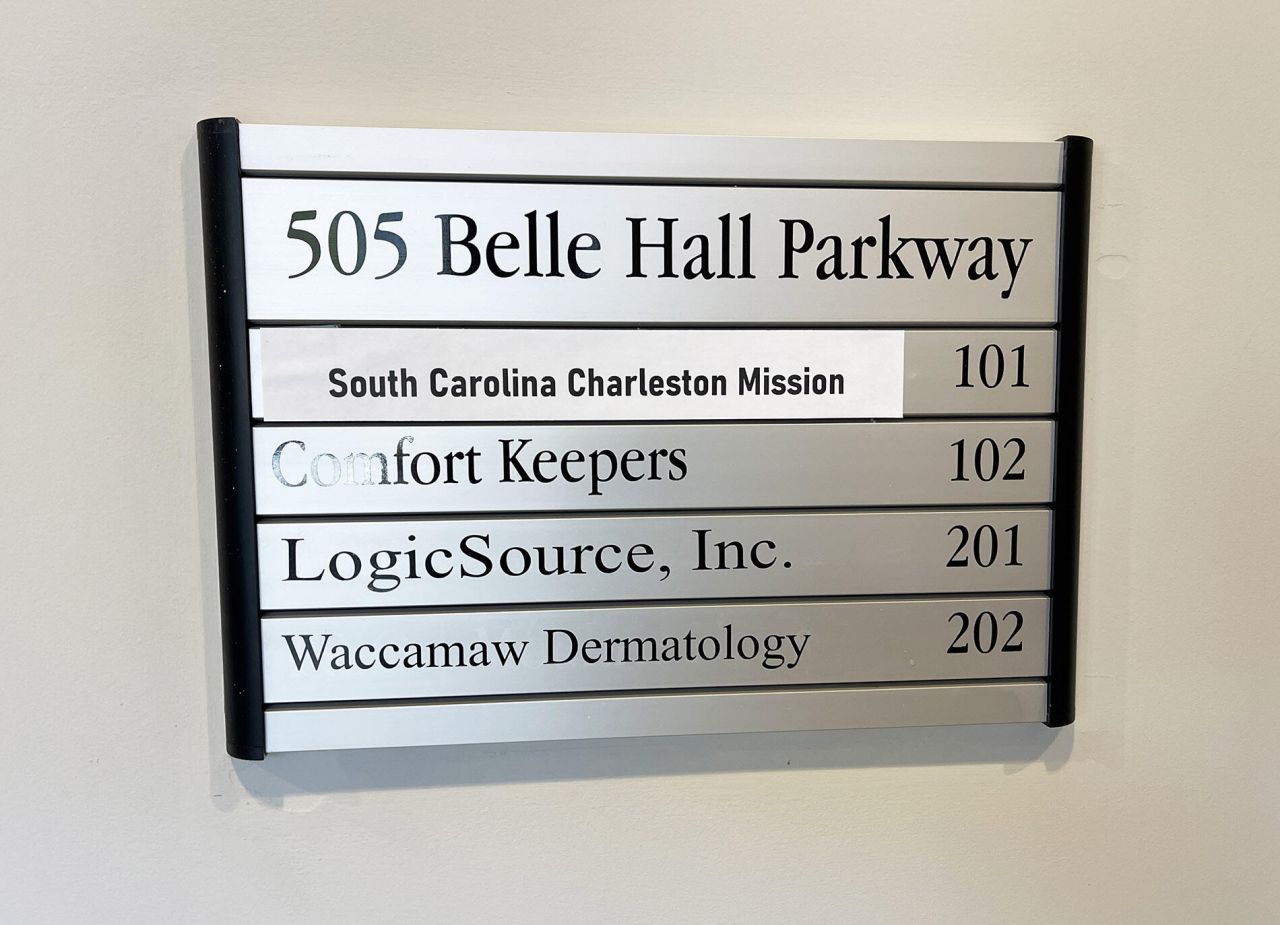 505 Belle Hall Parkway
South Carolina Charleston Mission 101
Comfort Keepers 102
LogicSource, Inc. 201
Waccamaw Dermatology 202